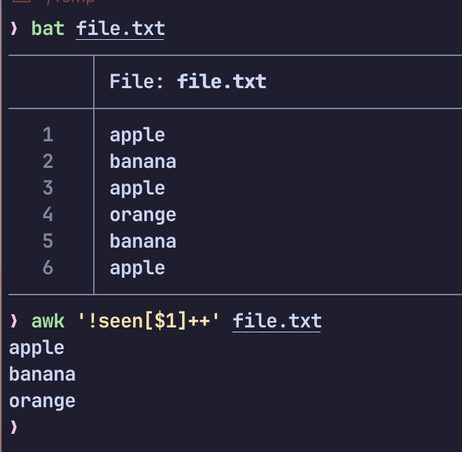 ❯ bat file.txt
File: file.txt
1 apple
2 banana
3 apple
4 orange
5 banana
6 apple
❯ awk '!seen[$1]++' file.txt
apple
banana
orange
❯